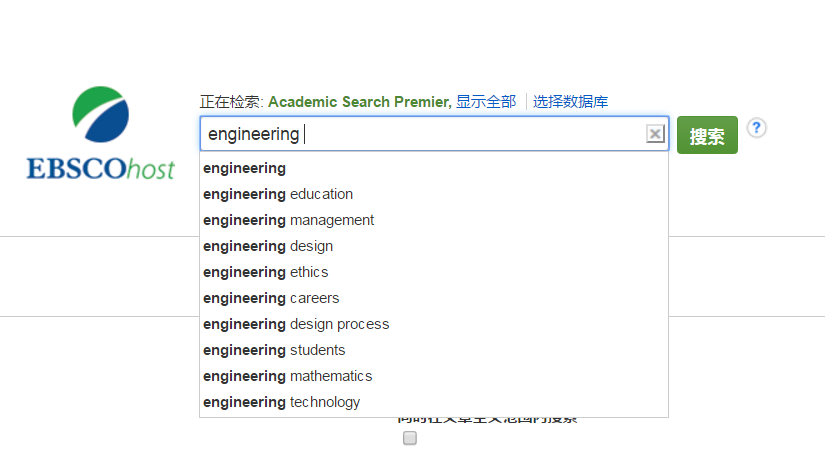 正在检索: Academic Search Premier, 显示全部 | 选择数据库
EBSCOhost
engineering
搜索
?
engineering
engineering education
engineering management
engineering design
engineering ethics
engineering careers
engineering design process
engineering students
engineering mathematics
engineering technology
同时在文章全文范围内搜索